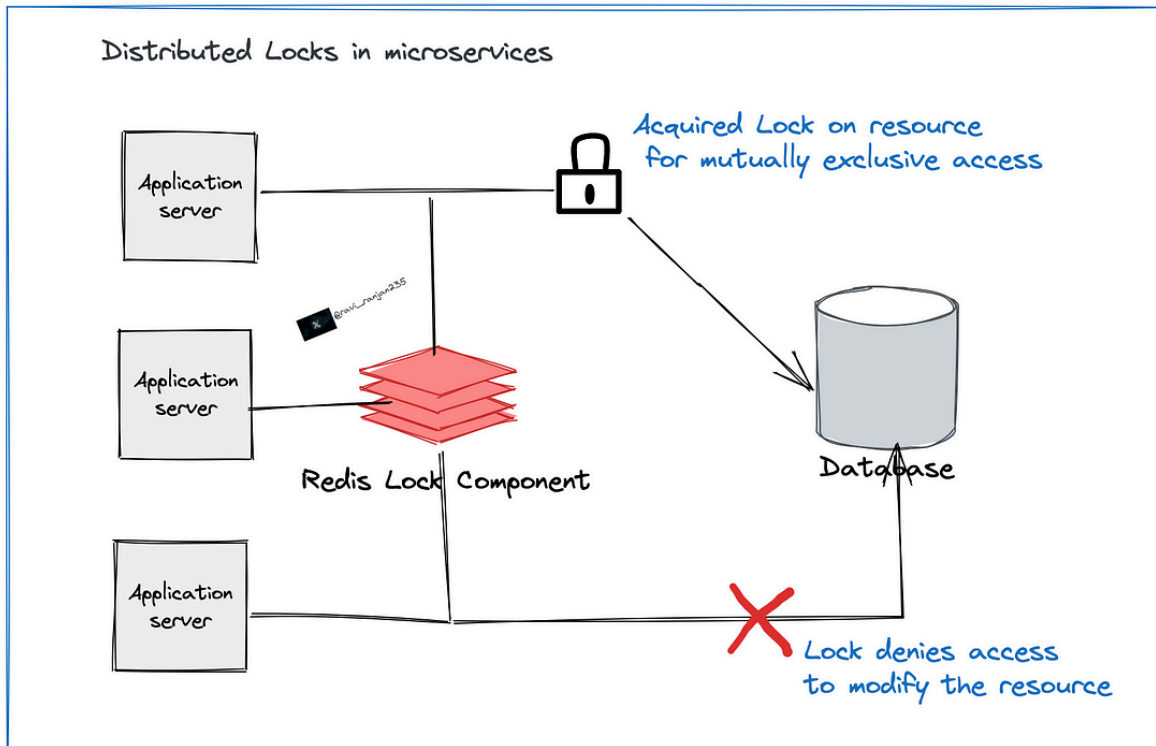 Distributed Locks in microservices
Acquired Lock on resource
for mutually exclusive access
Application
server
@ravi_ranjan235
X
Application
server
Redis Lock Component
Database
Application
server
Lock denies access
to modify the resource